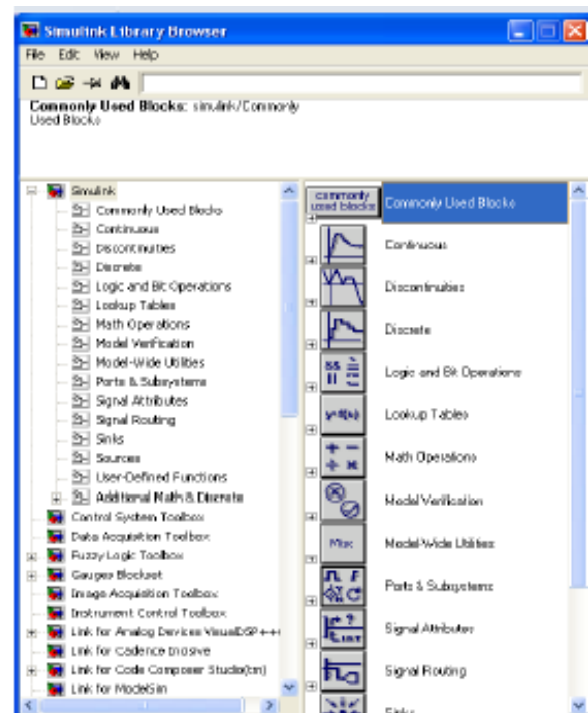 Simulink Library Browser
File Edit View Help
Commonly Used Blocks: simulink/Commonly
Used Blocks
Simulink
Commonly Used Blocks
Continuous
Discontinuities
Discrete
Logic and Bit Operations
Lookup Tables
Math Operations
Model Verification
Model-Wide Utilities
Ports & Subsystems
Signal Attributes
Signal Routing
Sinks
Sources
User-Defined Functions
Additional Math & Discrete
Control System Toolbox
Data Acquisition Toolbox
Fuzzy Logic Toolbox
Gauges Blockset
Image Acquisition Toolbox
Instrument Control Toolbox
Link for Analog Devices VisualDSP++
Link for Cadence Incisive
Link for Code Composer Studio(tm)
Link for ModelSim
commonly
used blocks
Commonly Used Blocks
Continuous
Discontinuities
Discrete
Logic and Bit Operations
y=f(u)
Lookup Tables
Math Operations
Model Verification
Misc
Model-Wide Utilities
Ports & Subsystems
Signal Attributes
Signal Routing
Sinks